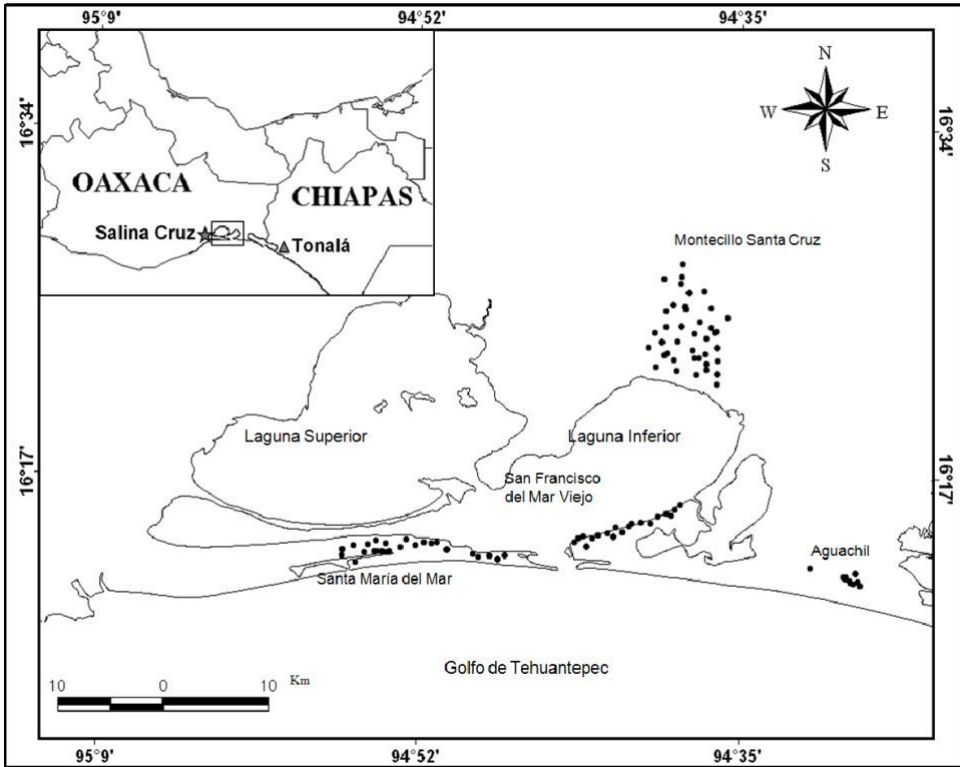 95°9'
94°52'
94°35'
16°34'
16°34'
N
W
E
S
OAXACA
CHIAPAS
Salina Cruz
Tonalá
Montecillo Santa Cruz
Laguna Superior
Laguna Inferior
16°17'
16°17'
San Francisco
del Mar Viejo
Aguachil
Santa María del Mar
Golfo de Tehuantepec
10
0
10
Km
95°9'
94°52'
94°35'